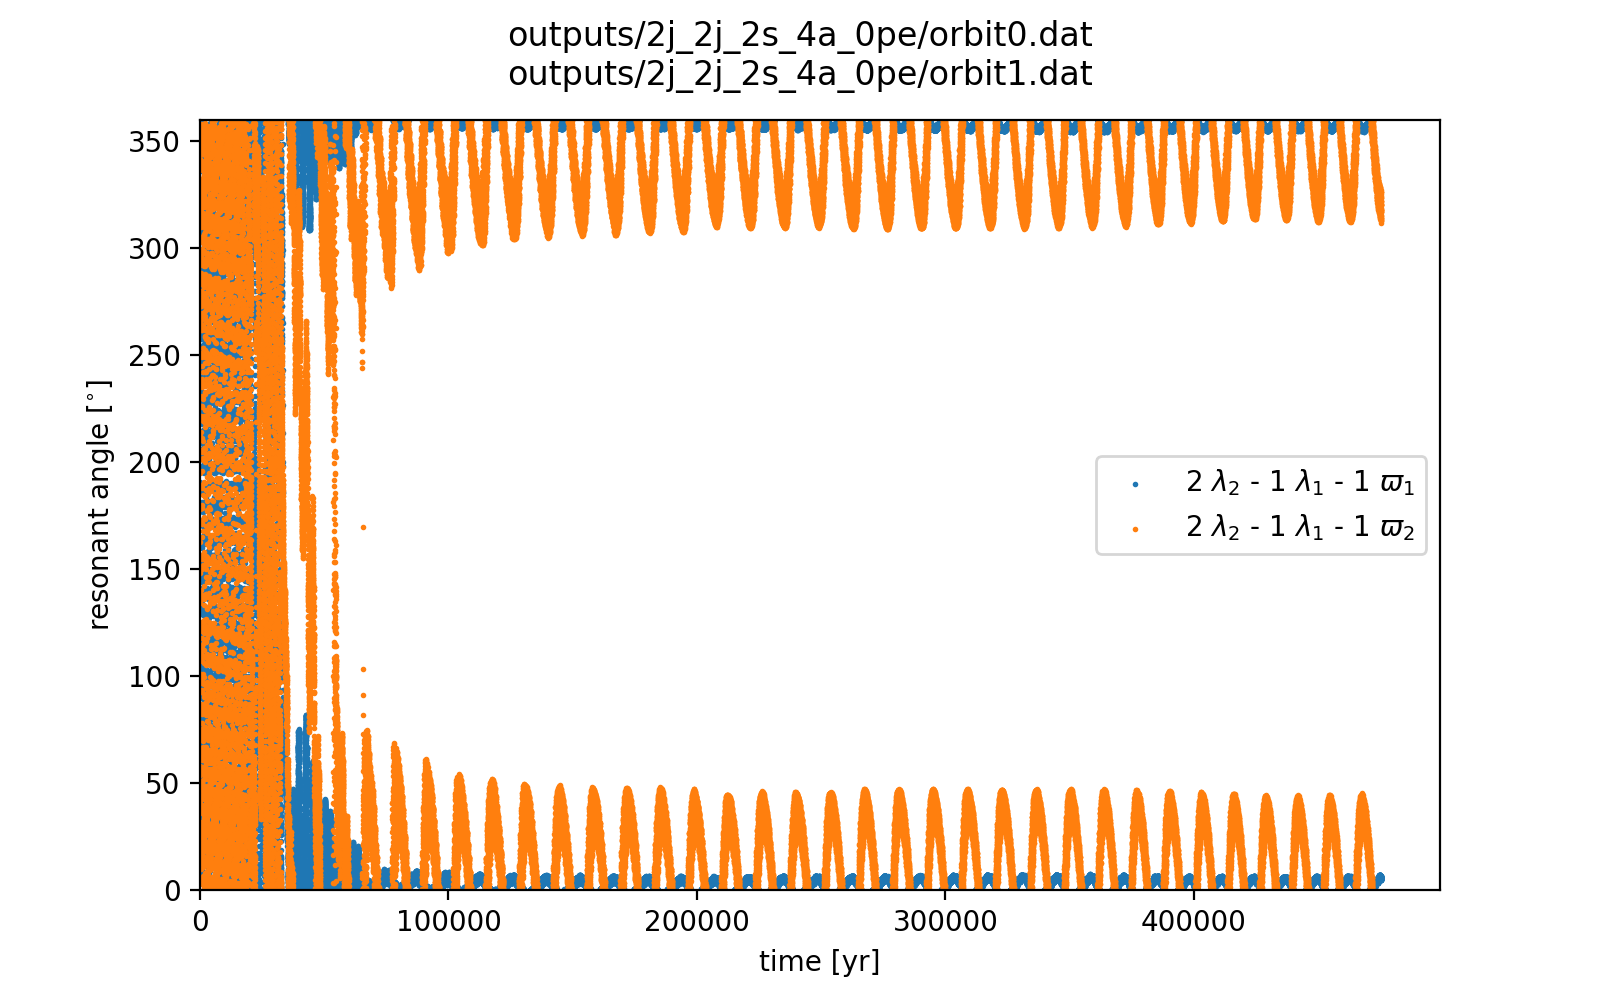 outputs/2j_2j_2s_4a_0pe/orbit0.dat
outputs/2j_2j_2s_4a_0pe/orbit1.dat
350
300
250
200
150
100
50
0
resonant angle [°]
2 λ₂ - 1 λ₁ - 1 ϖ₁
2 λ₂ - 1 λ₁ - 1 ϖ₂
0
100000
200000
300000
400000
time [yr]